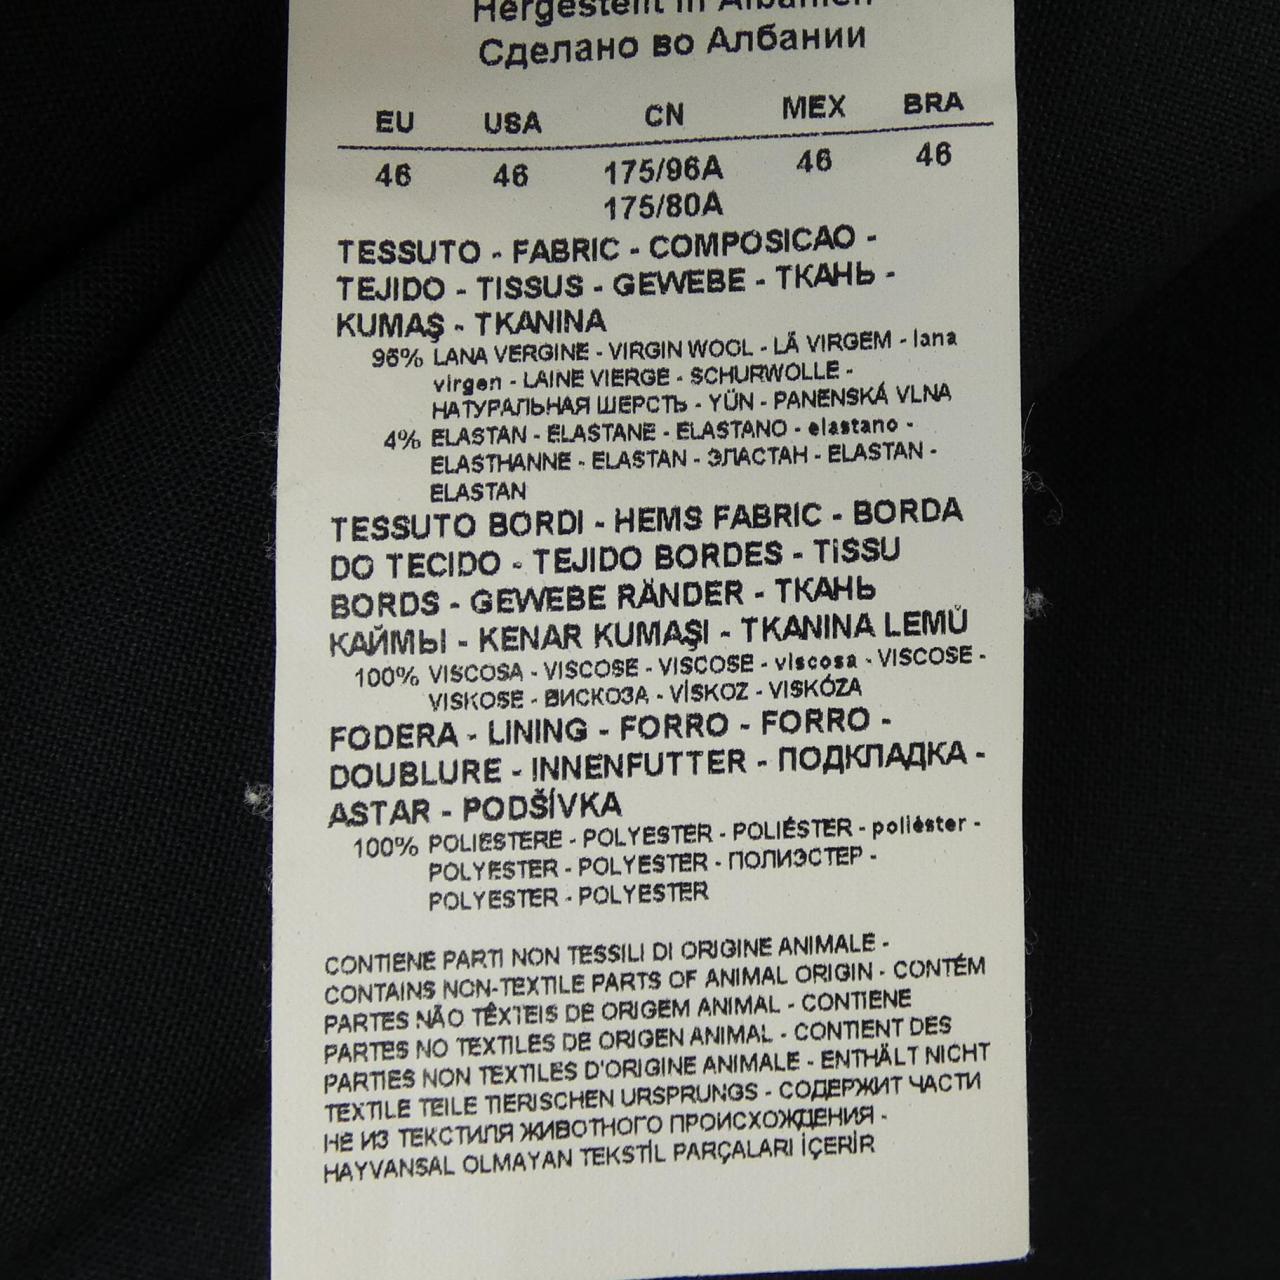 Hergestellt in Albanien
Сделано во Албании
EU USA CN MEX BRA
46 46 175/96A 46 46
175/80A
TESSUTO - FABRIC - COMPOSICAO -
TEJIDO - TISSUS - GEWEBE - ТКАНЬ -
KUMAŞ - TKANINA
96% LANA VERGINE - VIRGIN WOOL - LÃ VIRGEM - lana
virgen - LAINE VIERGE - SCHURWOLLE -
НАТУРАЛЬНАЯ ШЕРСТЬ - YÜN - PANENSKÁ VLNA
4% ELASTAN - ELASTANE - ELASTANO - elastano -
ELASTHANNE - ELASTAN - ЭЛАСТАН - ELASTAN -
ELASTAN
TESSUTO BORDI - HEMS FABRIC - BORDA
DO TECIDO - TEJIDO BORDES - TISSU
BORDS - GEWEBE RÄNDER - ТКАНЬ
КАЙМЫ - KENAR KUMAŞI - TKANINA LEMŮ
100% VISCOSA - VISCOSE - VISCOSE - viscosa - VISCOSE -
VISKOSE - ВИСКОЗА - VİSKOZ - VISKÓZA
FODERA - LINING - FORRO - FORRO -
DOUBLURE - INNENFUTTER - ПОДКЛАДКА -
ASTAR - PODŠÍVKA
100% POLIESTERE - POLYESTER - POLIÉSTER - poliéster -
POLYESTER - POLYESTER - ПОЛИЭСТЕР -
POLYESTER - POLYESTER
CONTIENE PARTI NON TESSILI DI ORIGINE ANIMALE -
CONTAINS NON-TEXTILE PARTS OF ANIMAL ORIGIN - CONTÉM
PARTES NÃO TÊXTEIS DE ORIGEM ANIMAL - CONTIENE
PARTES NO TEXTILES DE ORIGEN ANIMAL - CONTIENT DES
PARTIES NON TEXTILES D'ORIGINE ANIMALE - ENTHÄLT NICHT
TEXTILE TEILE TIERISCHEN URSPRUNGS - СОДЕРЖИТ ЧАСТИ
НЕ ИЗ ТЕКСТИЛЯ ЖИВОТНОГО ПРОИСХОЖДЕНИЯ -
HAYVANSAL OLMAYAN TEKSTİL PARÇALARI İÇERİR